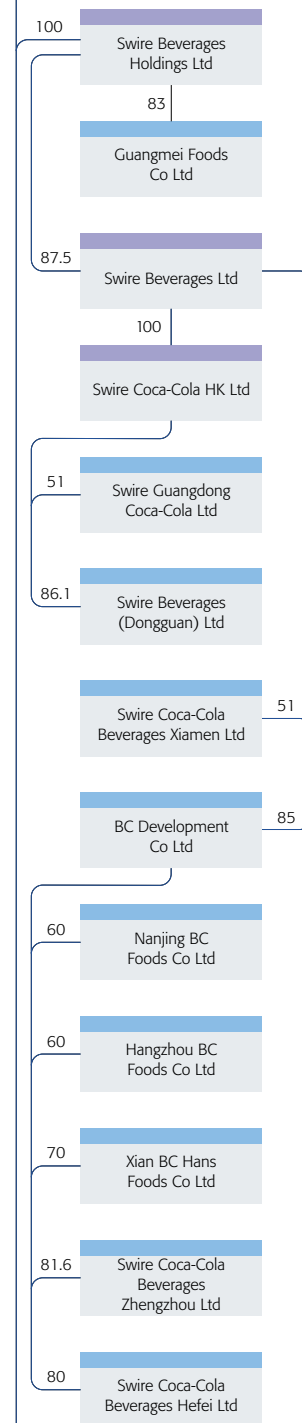 100
Swire Beverages
Holdings Ltd
83
Guangmei Foods
Co Ltd
87.5
Swire Beverages Ltd
100
Swire Coca-Cola HK Ltd
51
Swire Guangdong
Coca-Cola Ltd
86.1
Swire Beverages
(Dongguan) Ltd
51
Swire Coca-Cola
Beverages Xiamen Ltd
85
BC Development
Co Ltd
60
Nanjing BC
Foods Co Ltd
60
Hangzhou BC
Foods Co Ltd
70
Xian BC Hans
Foods Co Ltd
81.6
Swire Coca-Cola
Beverages
Zhengzhou Ltd
80
Swire Coca-Cola
Beverages Hefei Ltd